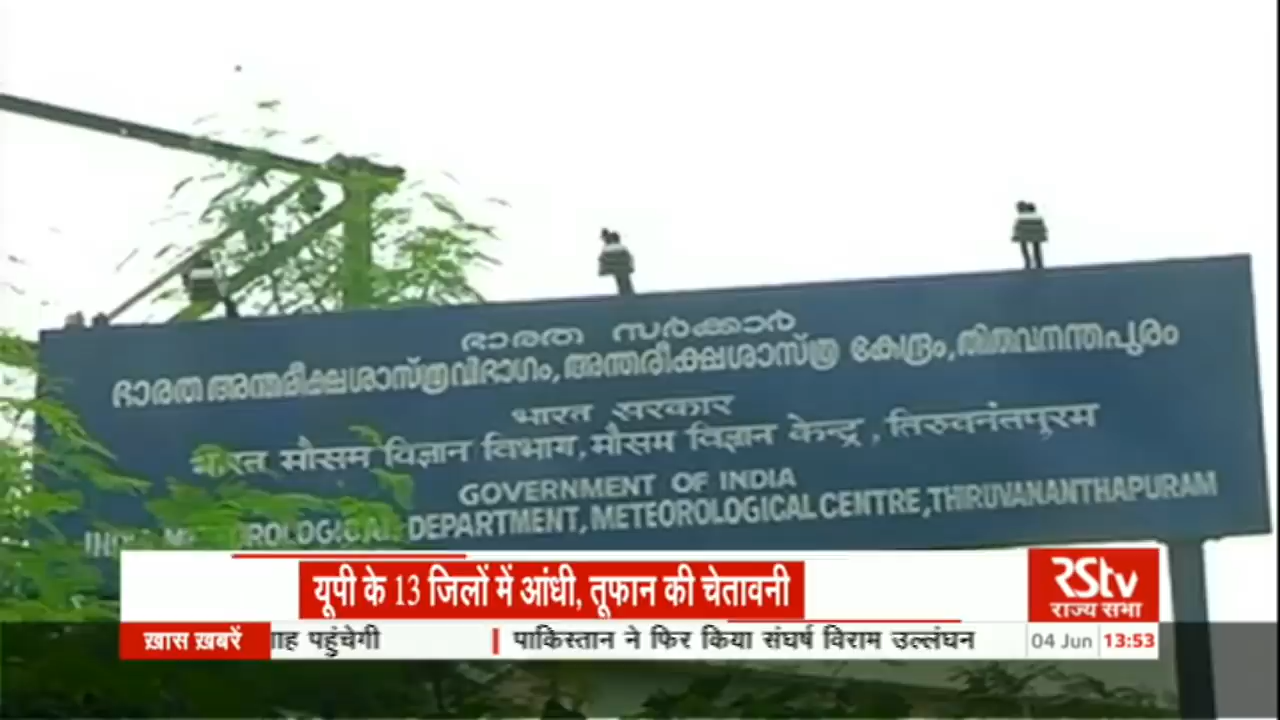 ഭാരത സർക്കാർ
ഭാരത അന്തരീക്ഷശാസ്ത്രവിഭാഗം, അന്തരീക്ഷശാസ്ത്ര കേന്ദ്രം, തിരുവനന്തപുരം
भारत सरकार
भारत मौसम विज्ञान विभाग, मौसम विज्ञान केन्द्र, तिरुवनंतपुरम
GOVERNMENT OF INDIA
DEPARTMENT, METEOROLOGICAL CENTRE, THIRUVANANTHAPURAM
यूपी के 13 जिलों में आंधी, तूफान की चेतावनी
RStv
राज्य सभा
ख़ास ख़बरें
पहुंचेगी | पाकिस्तान ने फिर किया संघर्ष विराम उल्लंघन
04 Jun 13:53